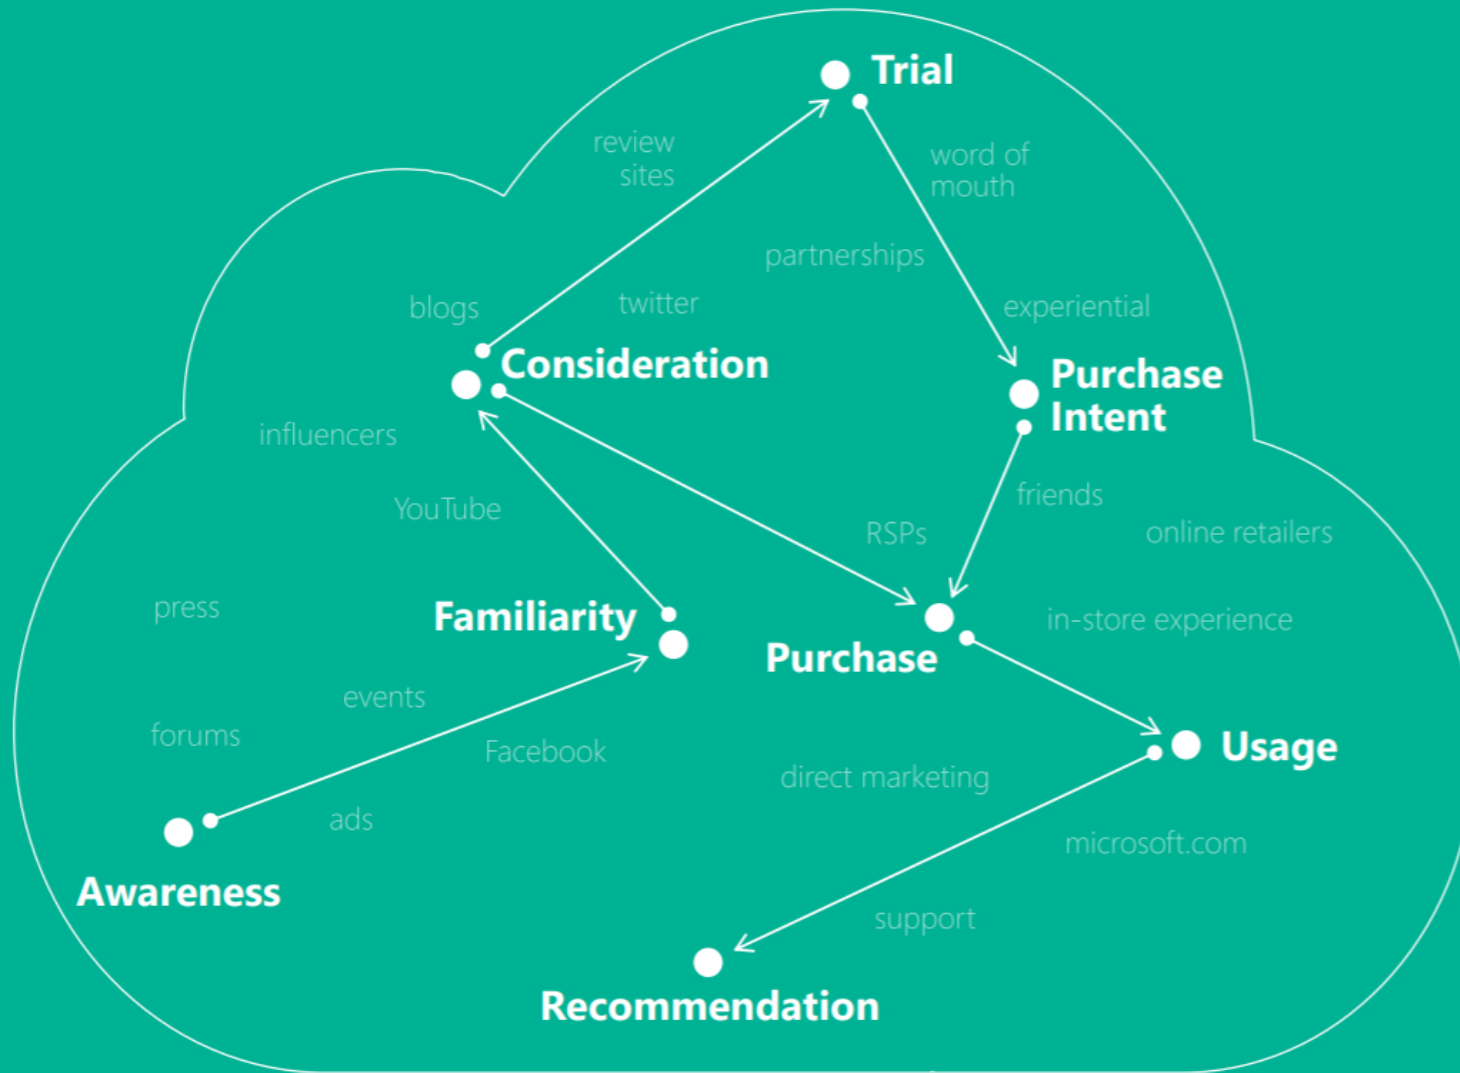 Trial
review
sites
word of
mouth
partnerships
blogs
twitter
experiential
Consideration
Purchase
Intent
influencers
YouTube
friends
RSPs
online retailers
press
Familiarity
in-store experience
Purchase
events
forums
Facebook
Usage
direct marketing
ads
microsoft.com
Awareness
support
Recommendation